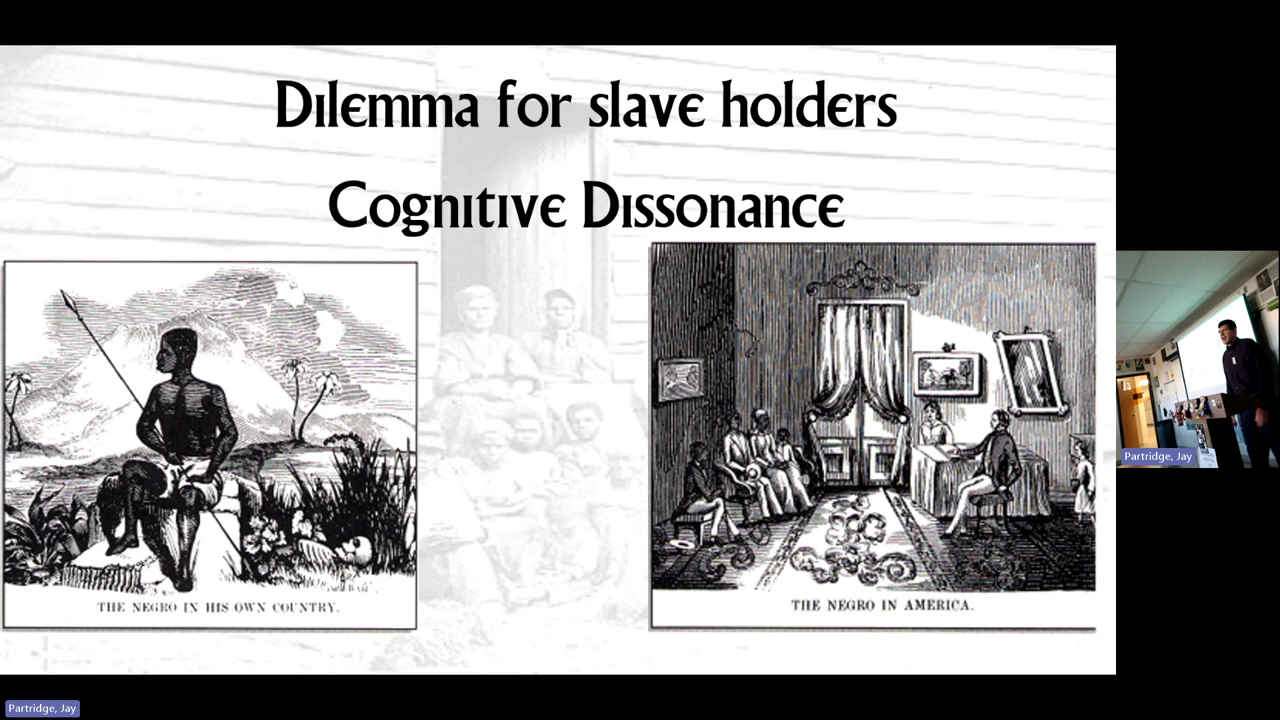 Dilemma for slave holders
Cognitive Dissonance
THE NEGRO IN HIS OWN COUNTRY.
THE NEGRO IN AMERICA.
Partridge, Jay
Partridge, Jay